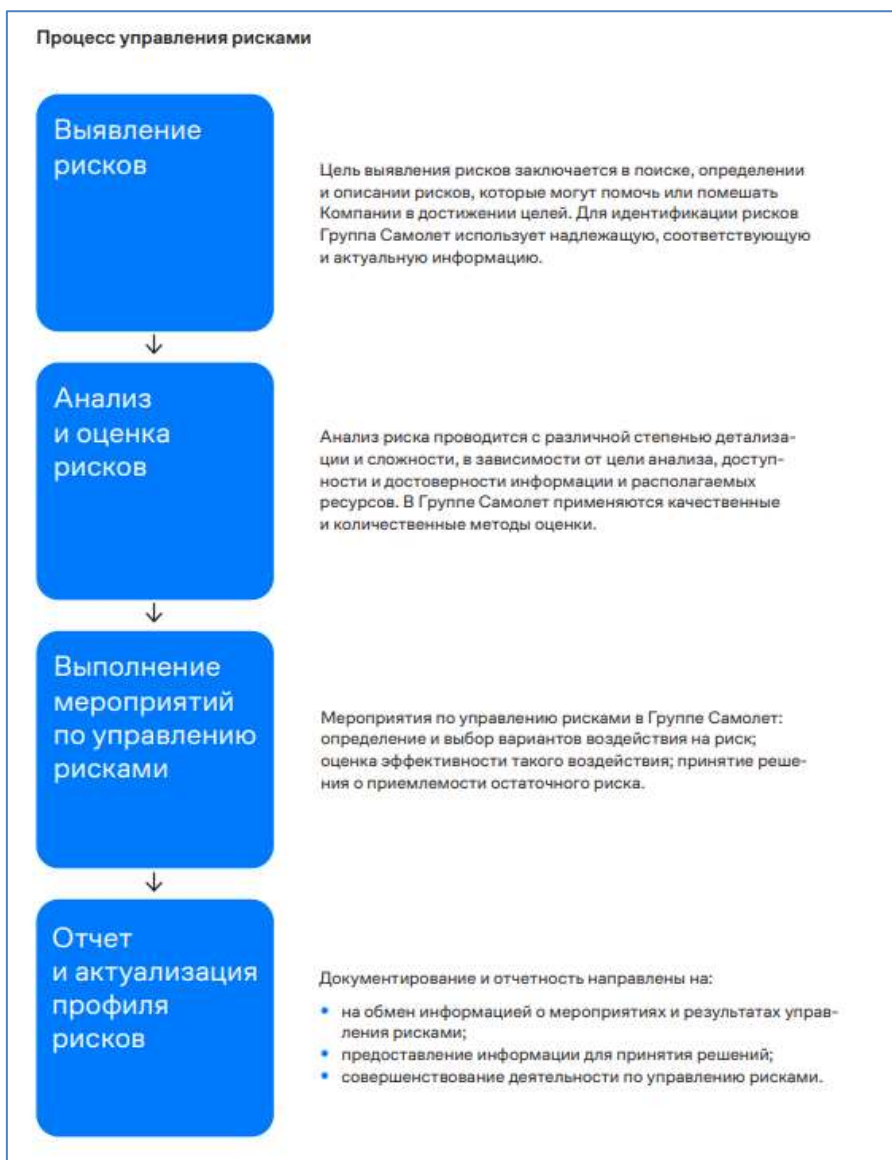 Процесс управления рисками
Выявление
рисков
Цель выявления рисков заключается в поиске, определении
и описании рисков, которые могут помочь или помешать
Компании в достижении целей. Для идентификации рисков
Группа Самолет использует надлежащую, соответствующую
и актуальную информацию.
Анализ
и оценка
рисков
Анализ риска проводится с различной степенью детализа-
ции и сложности, в зависимости от цели анализа, доступ-
ности и достоверности информации и располагаемых
ресурсов. В Группе Самолет применяются качественные
и количественные методы оценки.
Выполнение
мероприятий
по управлению
рисками
Мероприятия по управлению рисками в Группе Самолет:
определение и выбор вариантов воздействия на риск;
оценка эффективности такого воздействия; принятие реше-
ния о приемлемости остаточного риска.
Отчет
и актуализация
профиля
рисков
Документирование и отчетность направлены на:
• на обмен информацией о мероприятиях и результатах управ-
ления рисками;
• предоставление информации для принятия решений;
• совершенствование деятельности по управлению рисками.